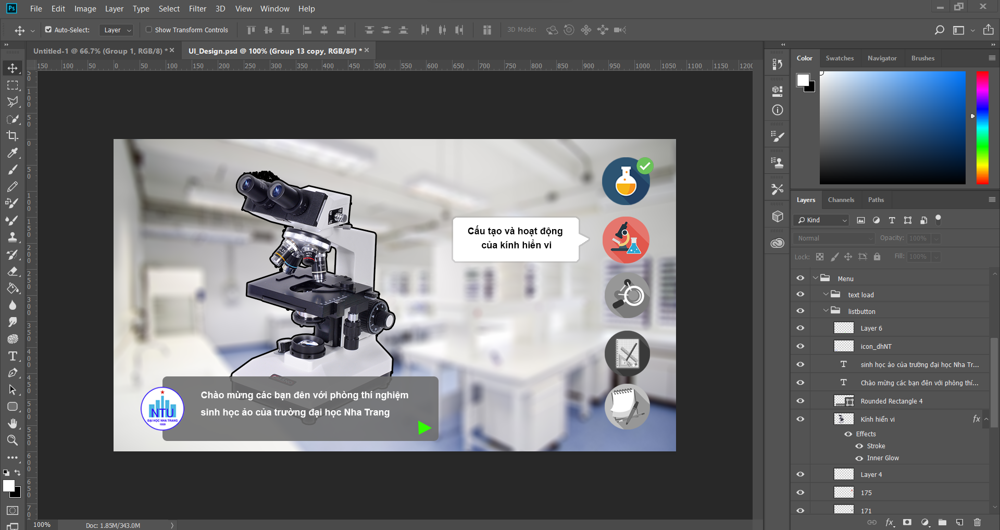 Ps File Edit Image Layer Type Select Filter 3D View Window Help
Auto-Select: Layer Show Transform Controls 3D Mode:
Untitled-1 @ 66.7% (Group 1, RGB/8) * UI_Design.psd @ 100% (Group 13 copy, RGB/8#) *
150 100 50 0 50 100 150 200 250 300 350 400 450 500 550 600 650 700 750 800 850 900 950 1000 1050 1100 1150 1200
Color Swatches Navigator Brushes
Cấu tạo và hoạt động
của kính hiển vi
Chào mừng các bạn đên với phòng thí nghiệm
sinh học ảo của trường đại học Nha Trang
NTU
ĐẠI HỌC NHA TRANG
1959
Layers Channels Paths
Kind
Normal Opacity: 100%
Lock: Fill: 100%
Menu
text load
listbutton
Layer 6
icon_dhNT
sinh học ảo của trường đại học Nha Tr...
Chào mừng các bạn đên với phòng thí...
Rounded Rectangle 4
Kính hiển vi fx
Effects
Stroke
Inner Glow
Layer 4
175
171
fx
100% Doc: 1.85M/343.0M